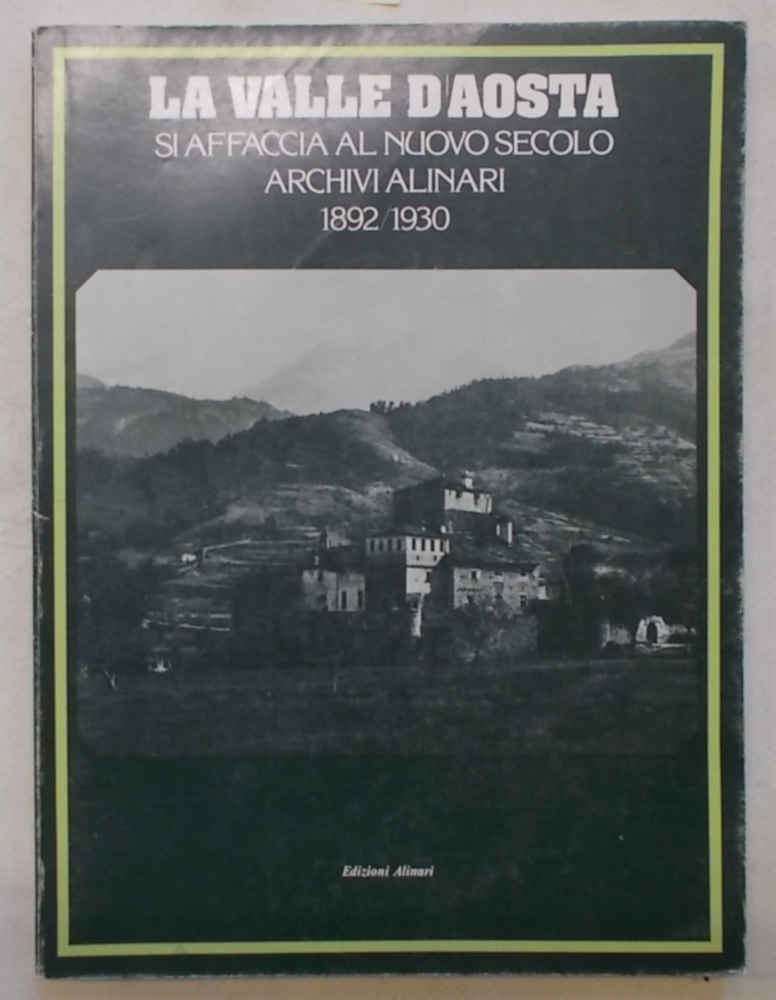 LA VALLE D'AOSTA
SI AFFACCIA AL NUOVO SECOLO
ARCHIVI ALINARI
1892/1930
Edizioni Alinari